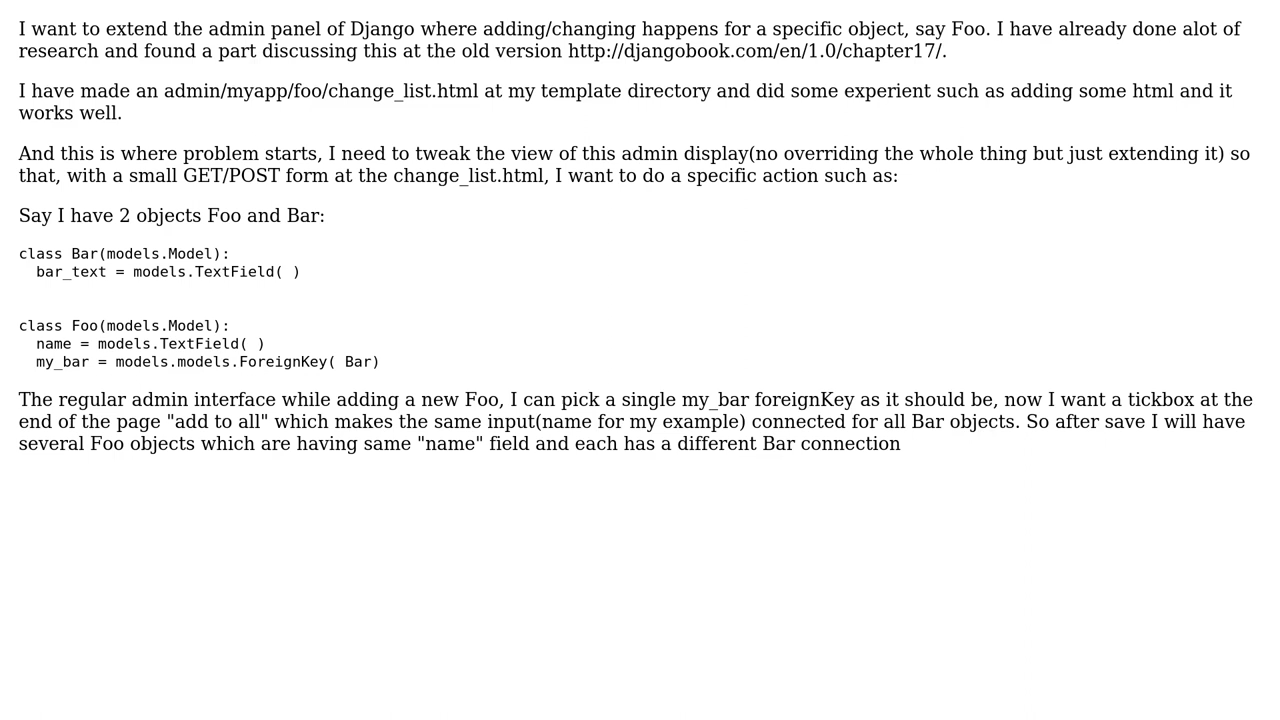 I want to extend the admin panel of Django where adding/changing happens for a specific object, say Foo. I have already done alot of
research and found a part discussing this at the old version http://djangobook.com/en/1.0/chapter17/.
I have made an admin/myapp/foo/change_list.html at my template directory and did some experient such as adding some html and it
works well.
And this is where problem starts, I need to tweak the view of this admin display(no overriding the whole thing but just extending it) so
that, with a small GET/POST form at the change_list.html, I want to do a specific action such as:
Say I have 2 objects Foo and Bar:
class Bar(models.Model):
  bar_text = models.TextField( )
class Foo(models.Model):
  name = models.TextField( )
  my_bar = models.models.ForeignKey( Bar)
The regular admin interface while adding a new Foo, I can pick a single my_bar foreignKey as it should be, now I want a tickbox at the
end of the page "add to all" which makes the same input(name for my example) connected for all Bar objects. So after save I will have
several Foo objects which are having same "name" field and each has a different Bar connection